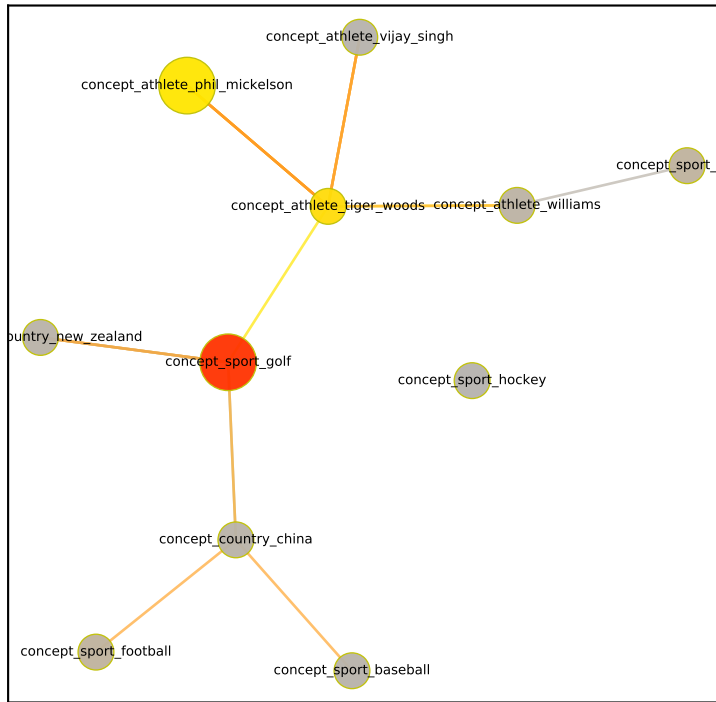 concept_athlete_vijay_singh
concept_athlete_phil_mickelson
concept_sport_
concept_athlete_tiger_woods
concept_athlete_williams
ountry_new_zealand
concept_sport_golf
concept_sport_hockey
concept_country_china
concept_sport_football
concept_sport_baseball